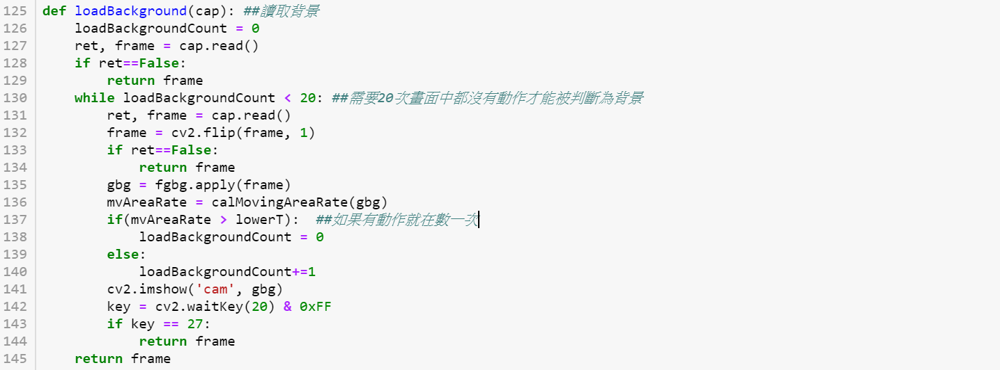 125 def loadBackground(cap): ##讀取背景
126     loadBackgroundCount = 0
127     ret, frame = cap.read()
128     if ret==False:
129         return frame
130     while loadBackgroundCount < 20: ##需要20次畫面中都沒有動作才能被判斷為背景
131         ret, frame = cap.read()
132         frame = cv2.flip(frame, 1)
133         if ret==False:
134             return frame
135         gbg = fgbg.apply(frame)
136         mvAreaRate = calMovingAreaRate(gbg)
137         if(mvAreaRate > lowerT):  ##如果有動作就在數一次
138             loadBackgroundCount = 0
139         else:
140             loadBackgroundCount+=1
141         cv2.imshow('cam', gbg)
142         key = cv2.waitKey(20) & 0xFF
143         if key == 27:
144             return frame
145     return frame